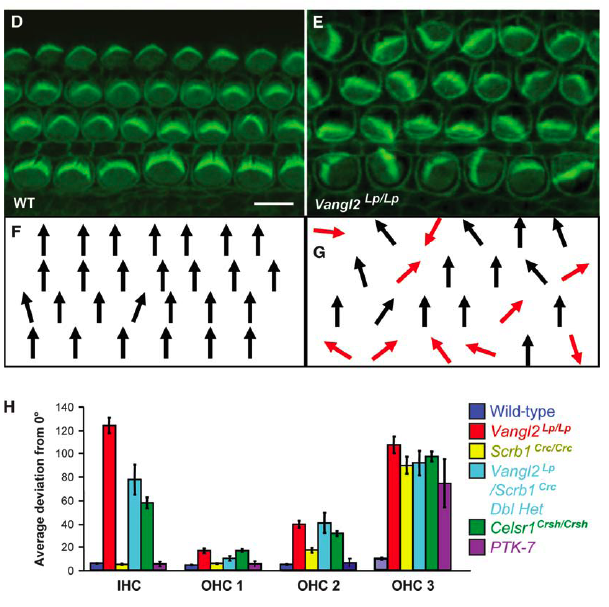 D
E
WT
Vangl2 Lp/Lp
F
G
H
Average deviation from 0°
140
120
100
80
60
40
20
0
IHC
OHC 1
OHC 2
OHC 3
Wild-type
Vangl2 Lp/Lp
Scrb1 Crc/Crc
Vangl2 Lp
/Scrb1 Crc
Dbl Het
Celsr1 Crsh/Crsh
PTK-7